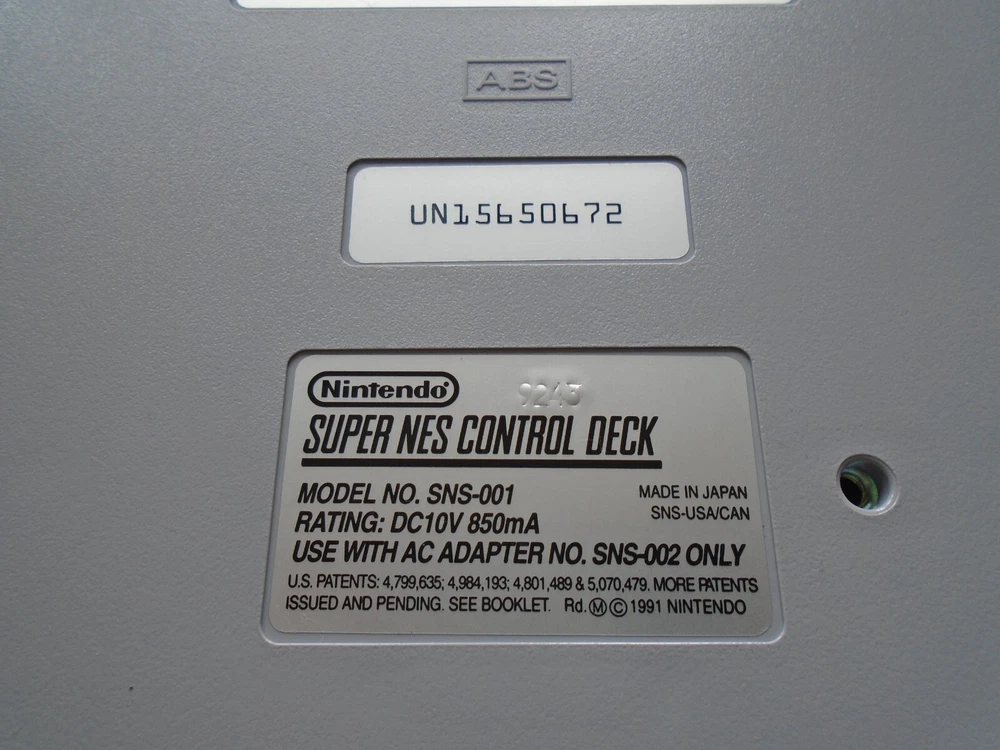 ABS
UN15650672
Nintendo®
9243
SUPER NES CONTROL DECK
MODEL NO. SNS-001
MADE IN JAPAN
RATING: DC10V 850mA
SNS-USA/CAN
USE WITH AC ADAPTER NO. SNS-002 ONLY
U.S. PATENTS: 4,799,635; 4,984,193; 4,801,489 & 5,070,479. MORE PATENTS
ISSUED AND PENDING. SEE BOOKLET. Rd.ⓂⒸ1991 NINTENDO